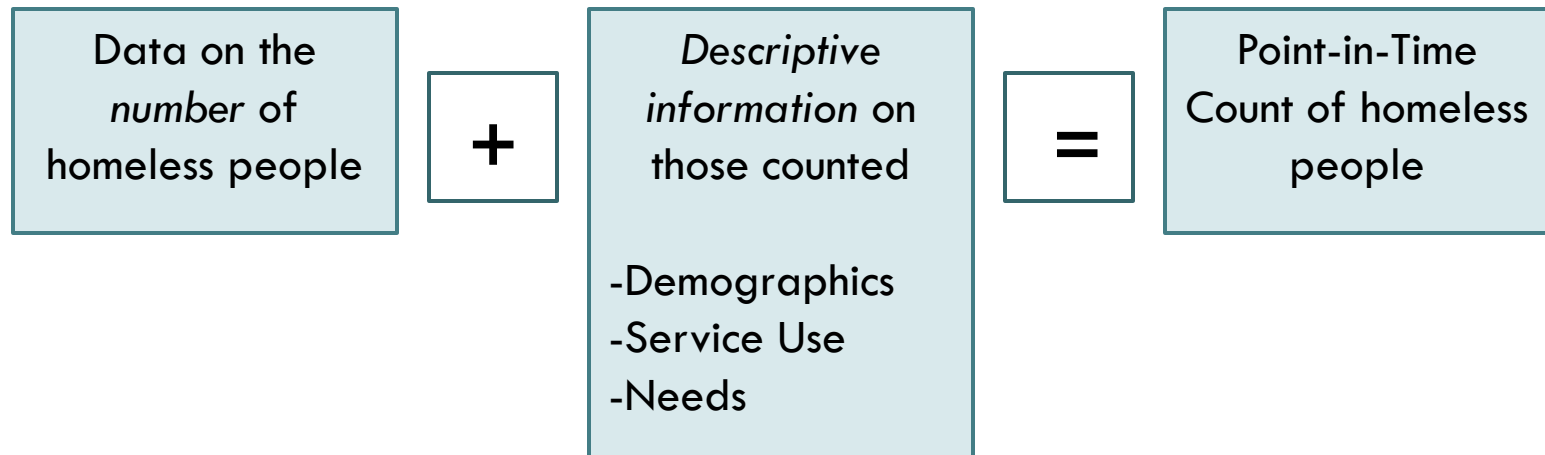 Data on the
number of
homeless people
+
Descriptive
information on
those counted
-Demographics
-Service Use
-Needs
=
Point-in-Time
Count of homeless
people